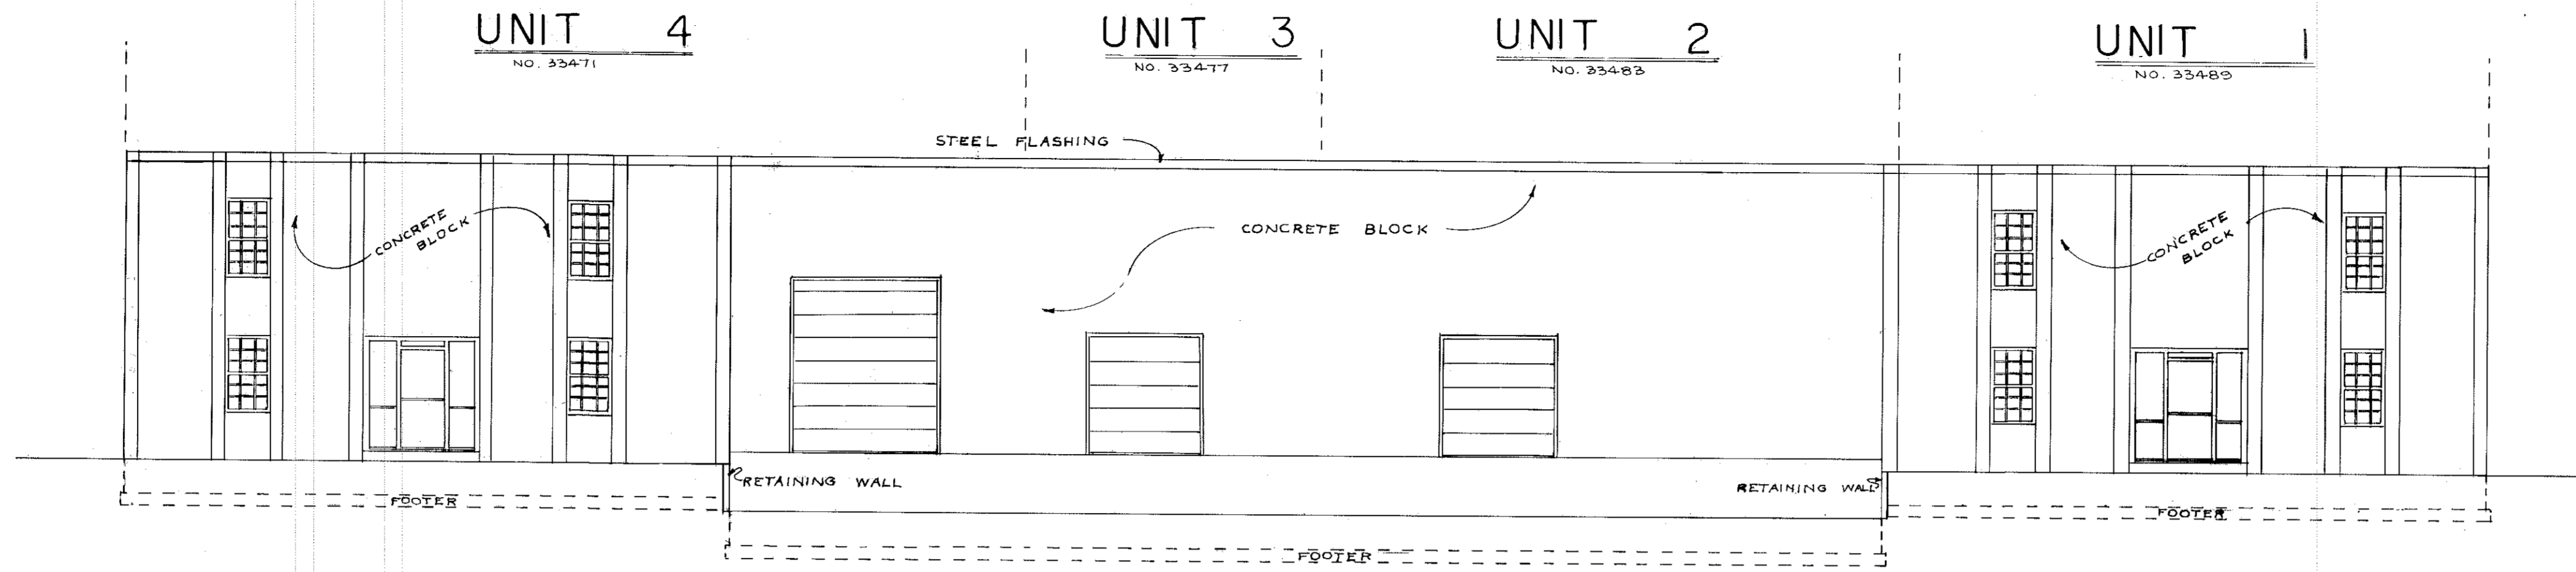 UNIT 4
NO. 33471
UNIT 3
NO. 33477
UNIT 2
NO. 33483
UNIT 1
NO. 33489
STEEL FLASHING
CONCRETE
BLOCK
CONCRETE BLOCK
CONCRETE
BLOCK
RETAINING WALL
RETAINING WALL
FOOTER
FOOTER
FOOTER